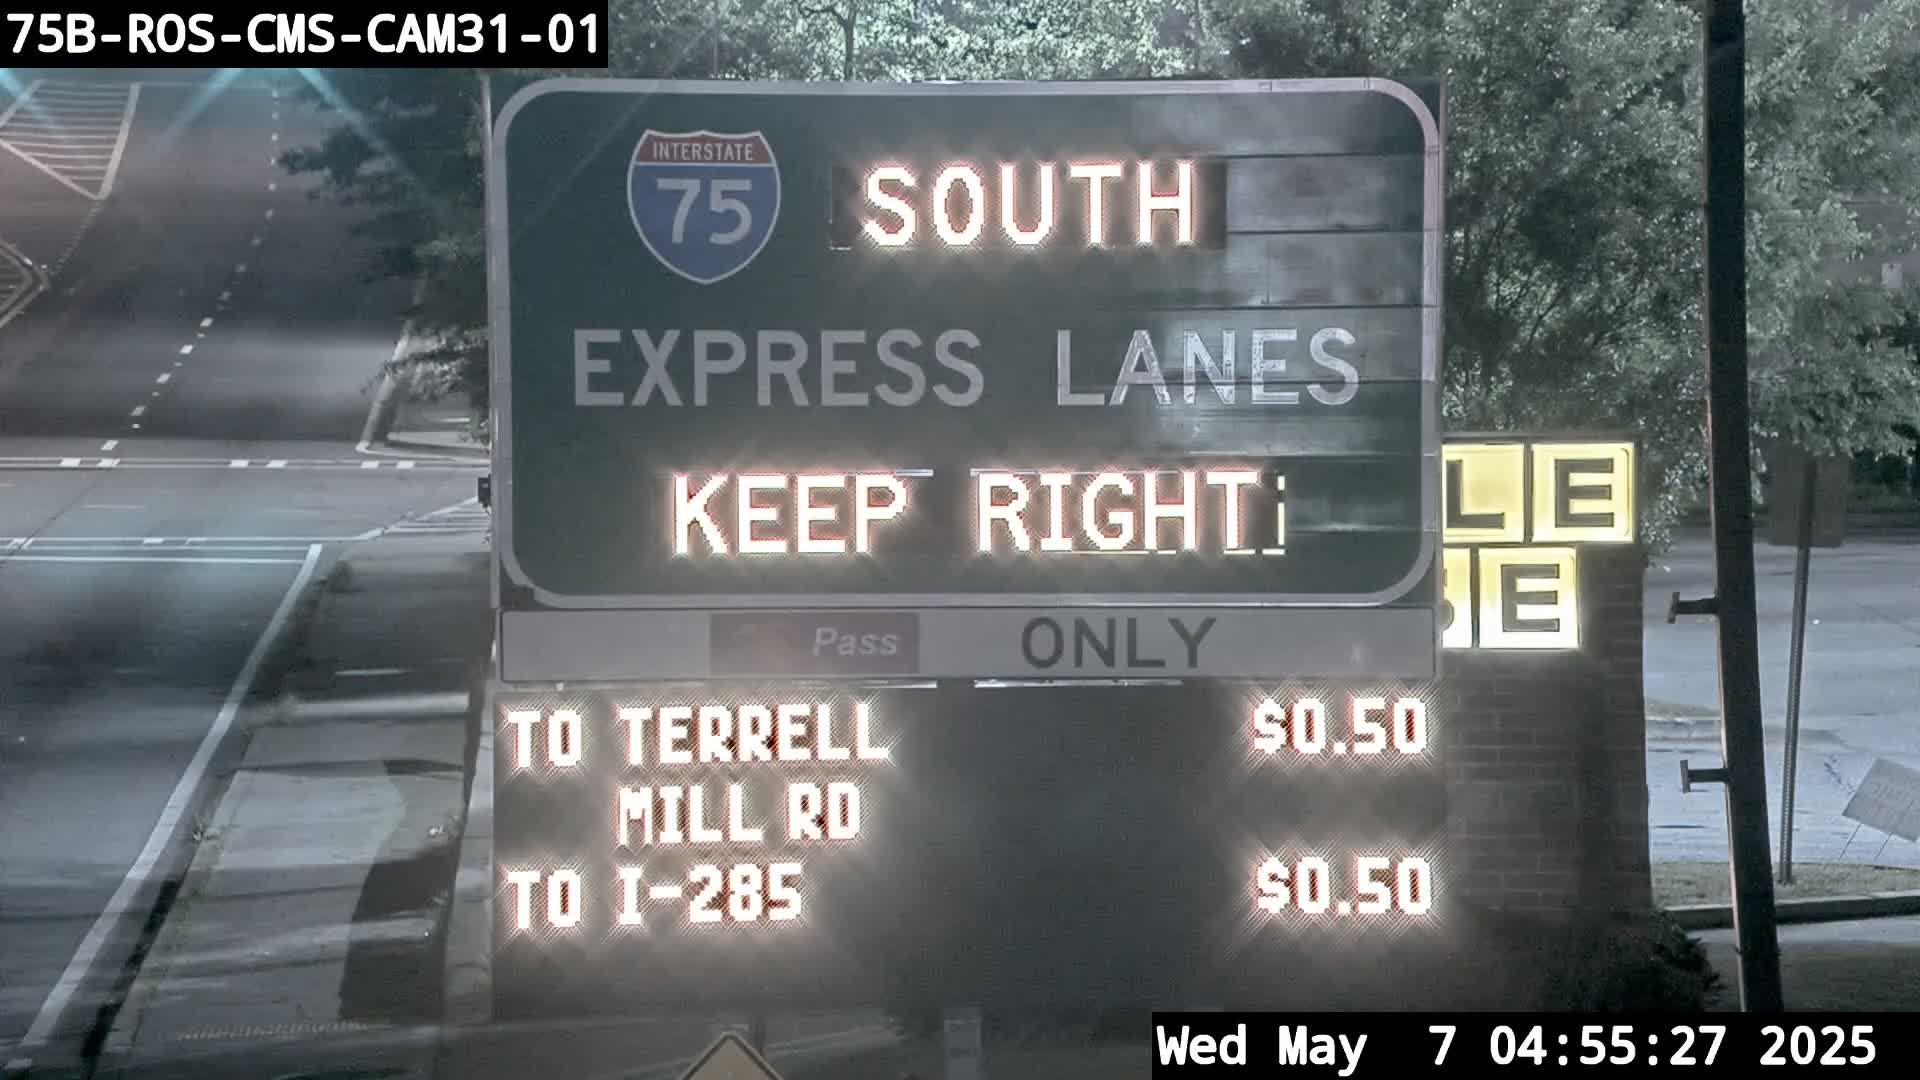 75B-ROS-CMS-CAM31-01
INTERSTATE
75
SOUTH
EXPRESS LANES
KEEP RIGHT
Pass ONLY
LE
E
TO TERRELL $0.50
MILL RD
TO I-285 $0.50
Wed May 7 04:55:27 2025